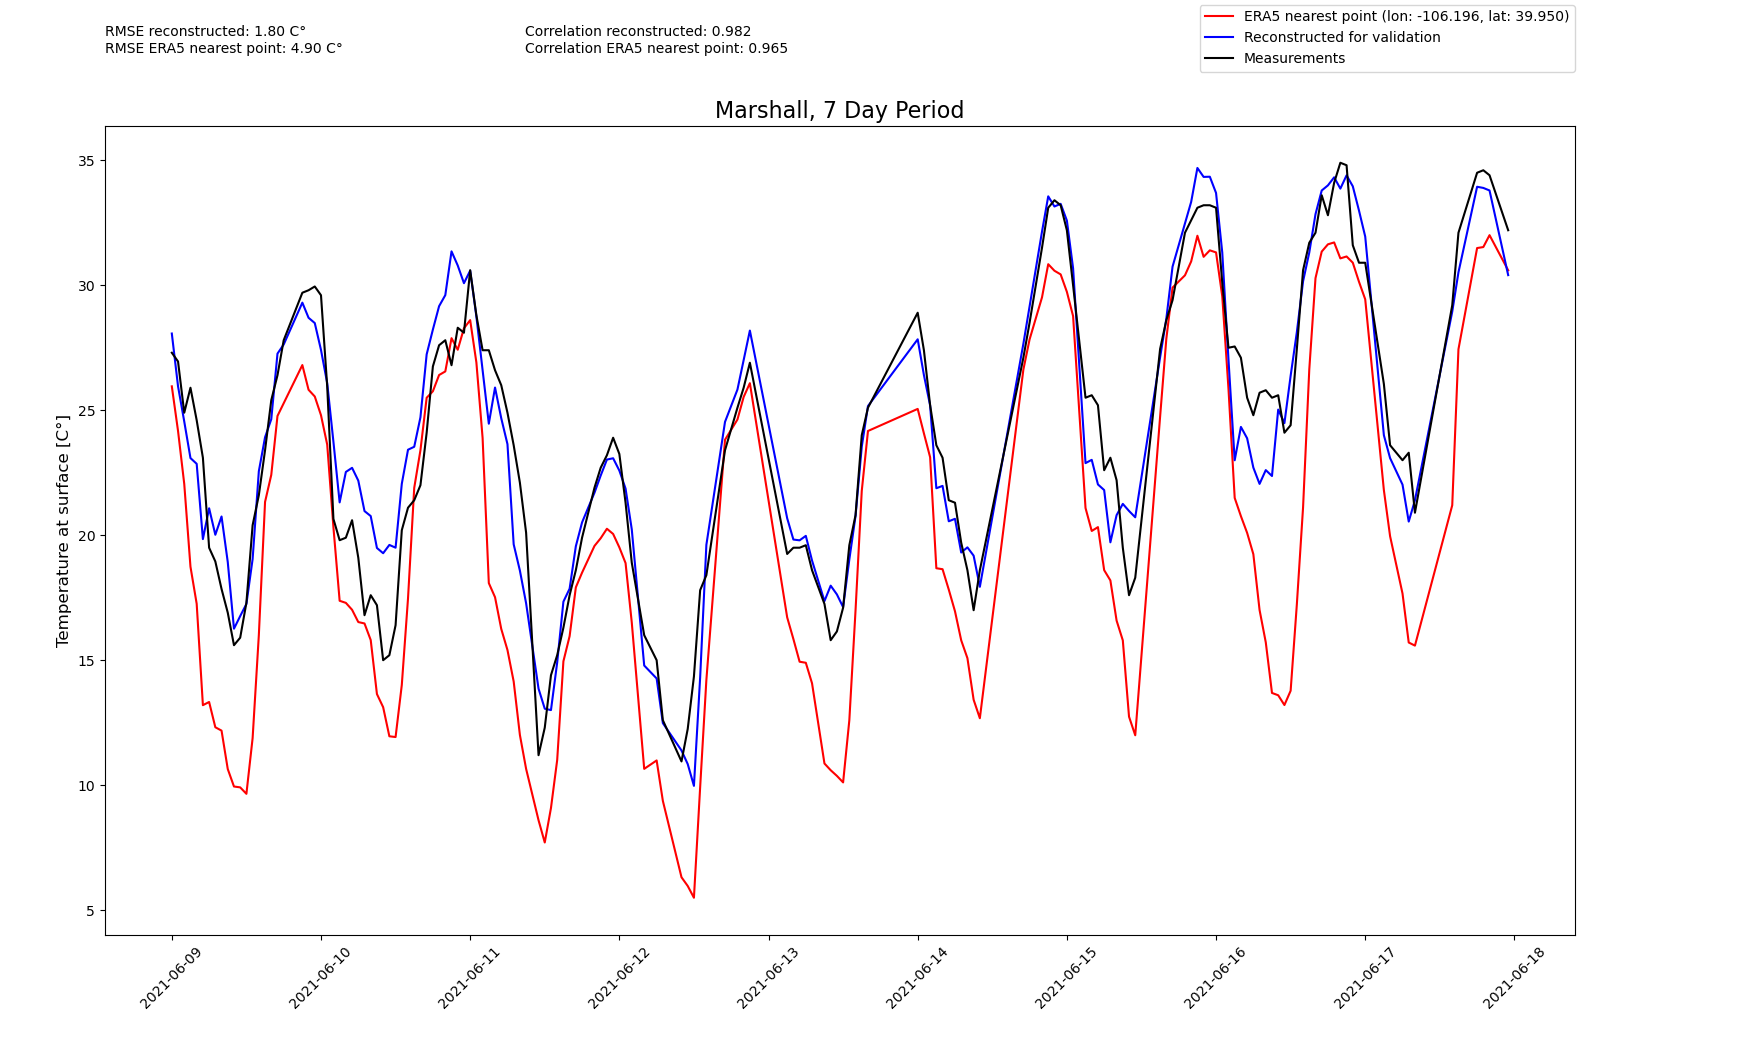 RMSE reconstructed: 1.80 C°
RMSE ERA5 nearest point: 4.90 C°
Correlation reconstructed: 0.982
Correlation ERA5 nearest point: 0.965
ERA5 nearest point (lon: -106.196, lat: 39.950)
Reconstructed for validation
Measurements
Marshall, 7 Day Period
Temperature at surface [C°]
35
30
25
20
15
10
5
2021-06-09
2021-06-10
2021-06-11
2021-06-12
2021-06-13
2021-06-14
2021-06-15
2021-06-16
2021-06-17
2021-06-18